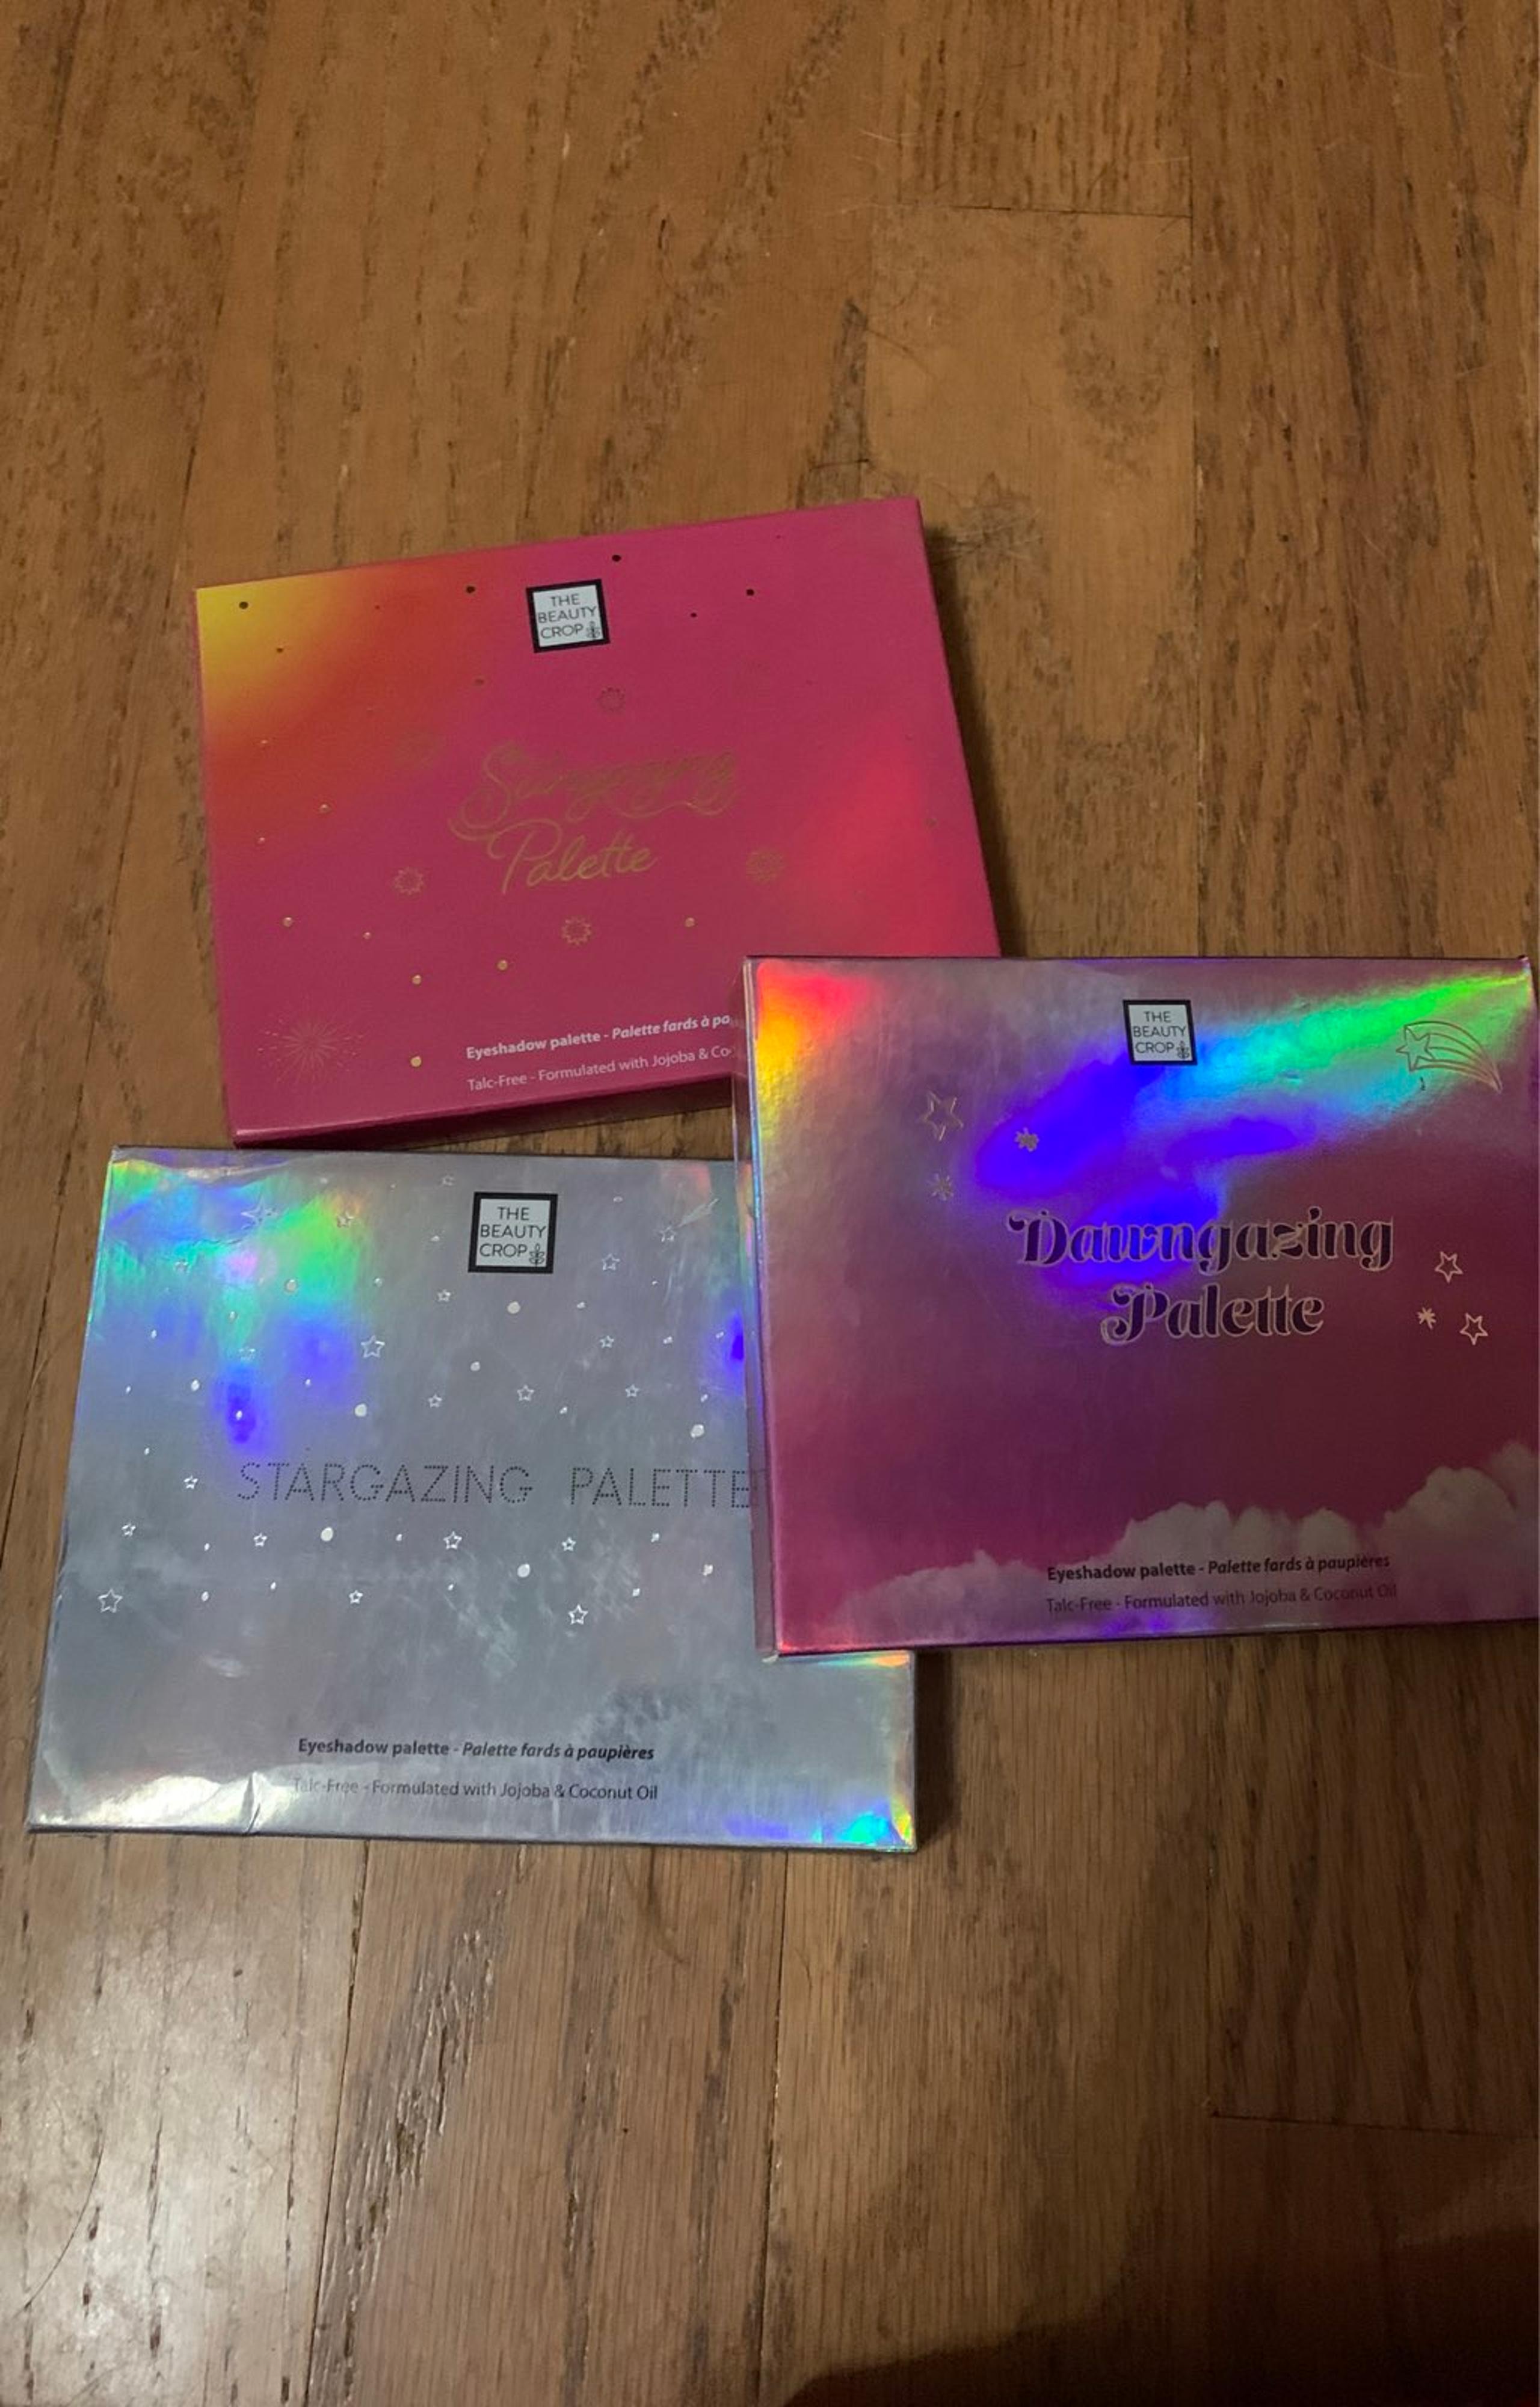 THE
BEAUTY
CROP
Sungazing
Palette
Eyeshadow palette - Palette fards à
Talc-Free - Formulated with Jojoba &
THE
BEAUTY
CROP
Dawngazing
Palette
Eyeshadow palette - Palette fards à paupières
Talc-Free - Formulated with Jojoba & Coconut Oil
THE
BEAUTY
CROP
STARGAZING PALETTE
Eyeshadow palette - Palette fards à paupières
Talc-Free - Formulated with Jojoba & Coconut Oil